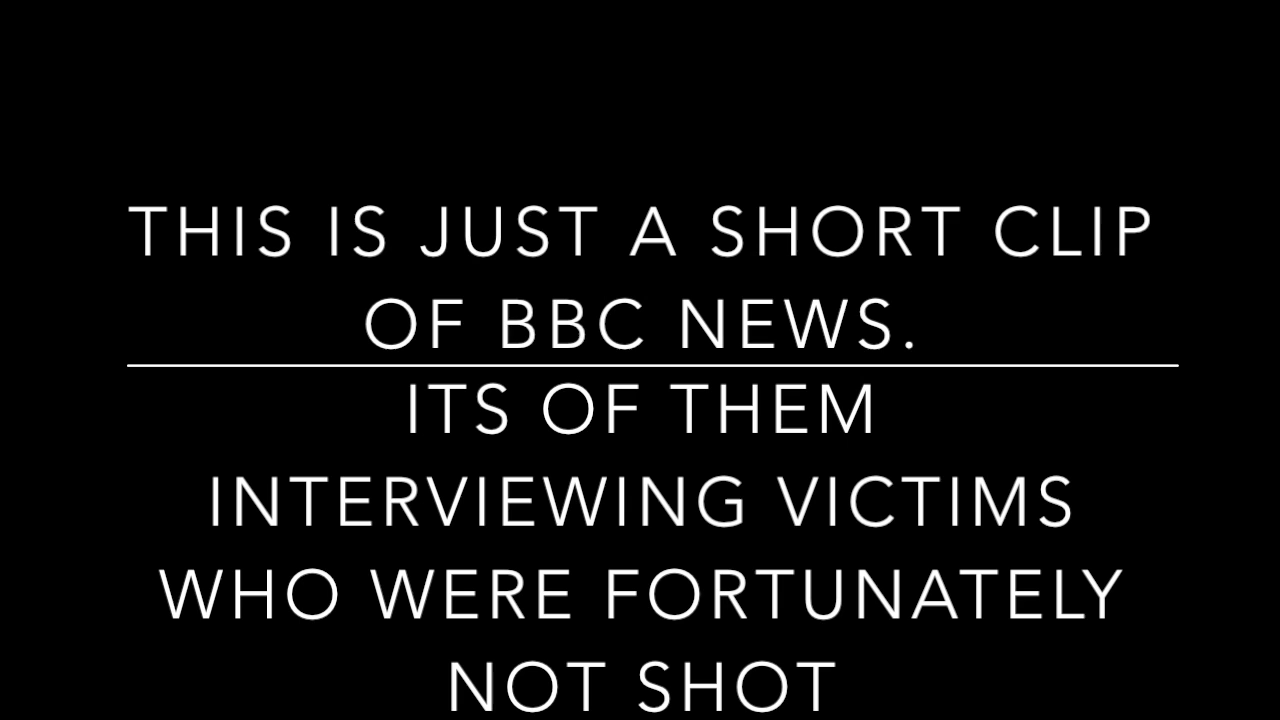 THIS IS JUST A SHORT CLIP
OF BBC NEWS.
ITS OF THEM
INTERVIEWING VICTIMS
WHO WERE FORTUNATELY
NOT SHOT